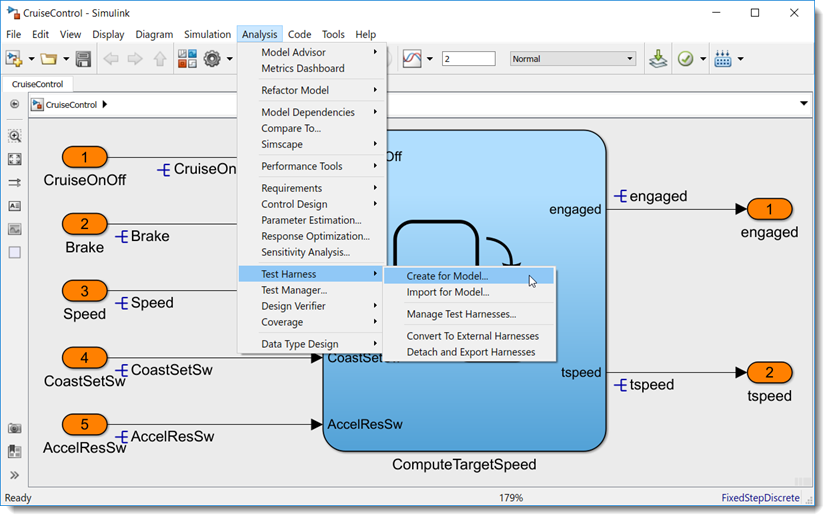 CruiseControl - Simulink
File Edit View Display Diagram Simulation Analysis Code Tools Help
2 Normal
CruiseControl
CruiseControl
Model Advisor
Metrics Dashboard
Refactor Model
Model Dependencies
Compare To...
Simscape
Performance Tools
Requirements
Control Design
Parameter Estimation...
Response Optimization...
Sensitivity Analysis...
Test Harness
Test Manager...
Design Verifier
Coverage
Data Type Design
Create for Model...
Import for Model...
Manage Test Harnesses...
Convert To External Harnesses
Detach and Export Harnesses
1
CruiseOnOff
CruiseOn
Off
2
Brake
Brake
3
Speed
Speed
4
CoastSetSw
CoastSetSw
CoastSetSw
5
AccelResSw
AccelResSw
AccelResSw
engaged
engaged
1
engaged
tspeed
tspeed
2
tspeed
ComputeTargetSpeed
Ready 179% FixedStepDiscrete